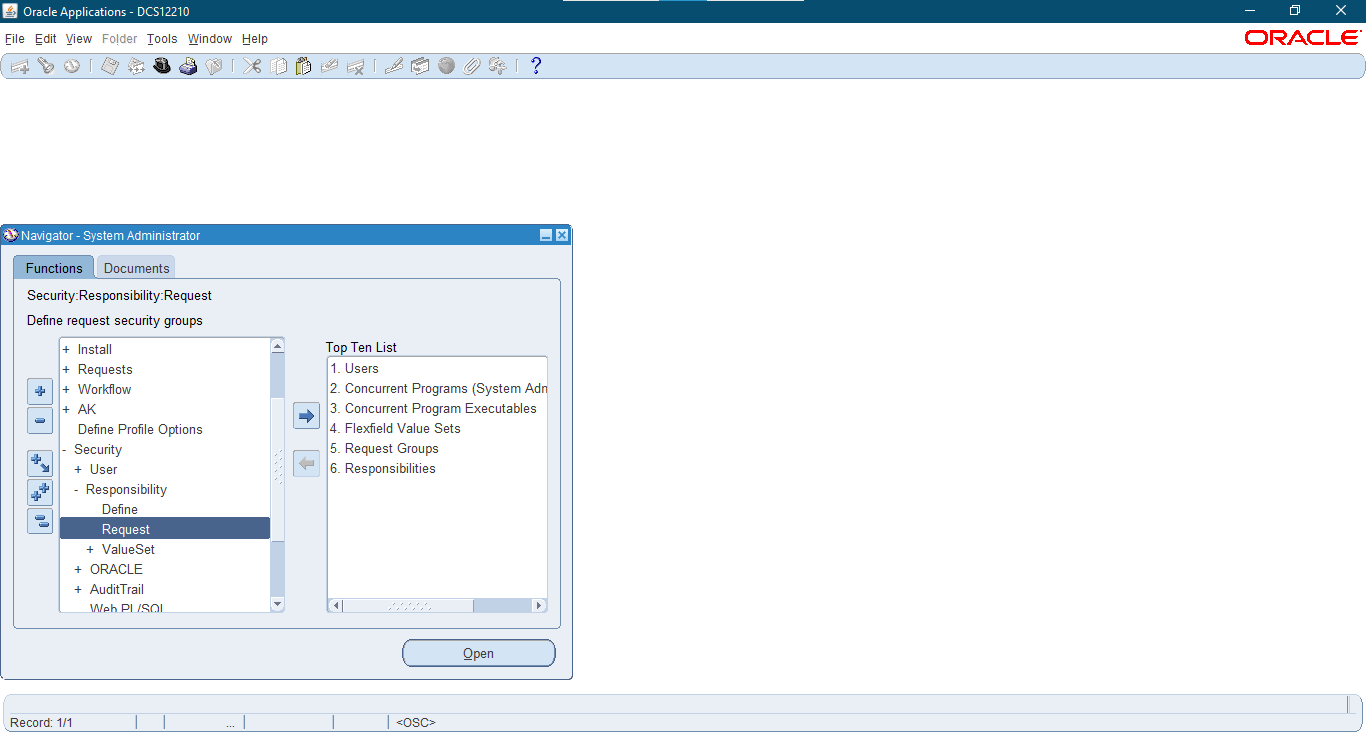 Oracle Applications - DCS12210
File Edit View Folder Tools Window Help
ORACLE
?
Navigator - System Administrator
Functions Documents
Security:Responsibility:Request
Define request security groups
+ Install
+ Requests
+ Workflow
+ AK
Define Profile Options
- Security
+ User
- Responsibility
Define
Request
+ ValueSet
+ ORACLE
+ AuditTrail
Web PL/SQL
Top Ten List
1. Users
2. Concurrent Programs (System Adm
3. Concurrent Program Executables
4. Flexfield Value Sets
5. Request Groups
6. Responsibilities
Open
Record: 1/1 ... <OSC>